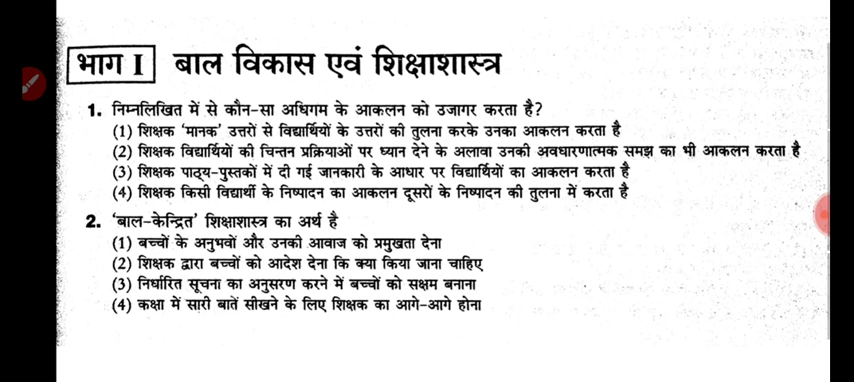 भाग I बाल विकास एवं शिक्षाशास्त्र
1. निम्नलिखित में से कौन-सा अधिगम के आकलन को उजागर करता है?
(1) शिक्षक ‘मानक’ उत्तरों से विद्यार्थियों के उत्तरों की तुलना करके उनका आकलन करता है
(2) शिक्षक विद्यार्थियों की चिन्तन प्रक्रियाओं पर ध्यान देने के अलावा उनकी अवधारणात्मक समझ का भी आकलन करता है
(3) शिक्षक पाठ्य-पुस्तकों में दी गई जानकारी के आधार पर विद्यार्थियों का आकलन करता है
(4) शिक्षक किसी विद्यार्थी के निष्पादन का आकलन दूसरों के निष्पादन की तुलना में करता है
2. ‘बाल-केन्द्रित’ शिक्षाशास्त्र का अर्थ है
(1) बच्चों के अनुभवों और उनकी आवाज को प्रमुखता देना
(2) शिक्षक द्वारा बच्चों को आदेश देना कि क्या किया जाना चाहिए
(3) निर्धारित सूचना का अनुसरण करने में बच्चों को सक्षम बनाना
(4) कक्षा में सारी बातें सीखने के लिए शिक्षक का आगे-आगे होना